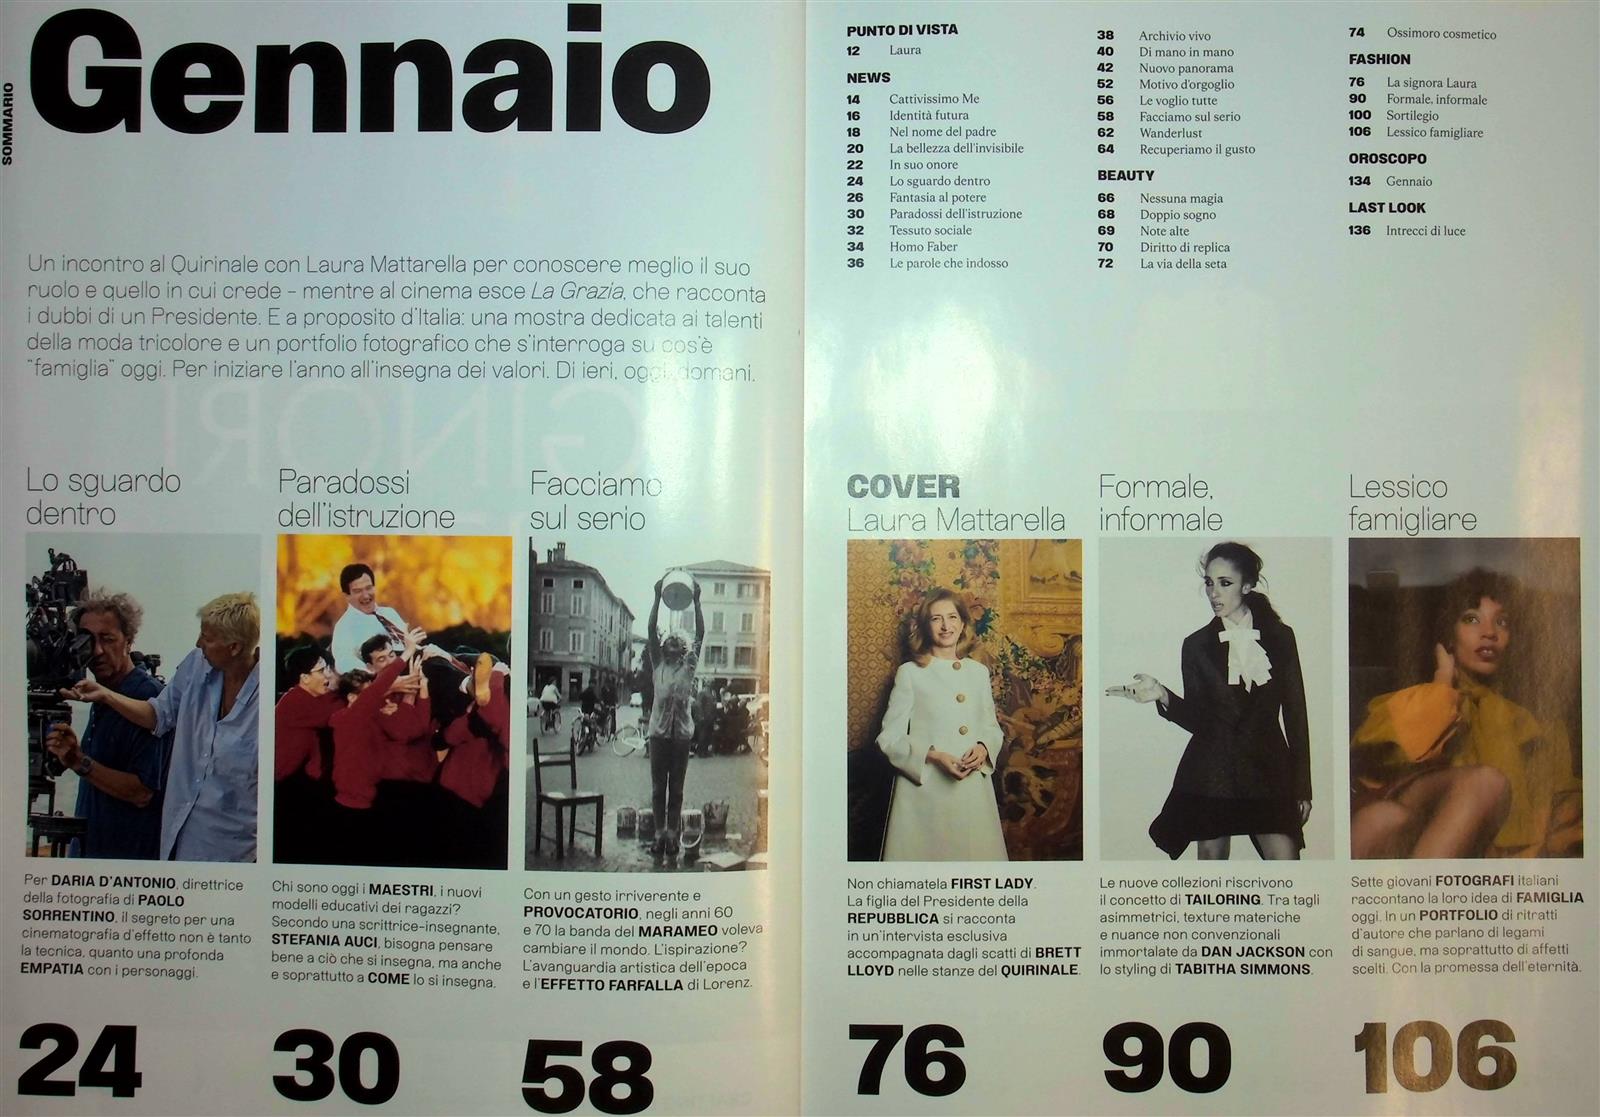 SOMMARIO
Gennaio
Un incontro al Quirinale con Laura Mattarella per conoscere meglio il suo
ruolo e quello in cui crede – mentre al cinema esce La Grazia, che racconta
i dubbi di un Presidente. E a proposito d'Italia: una mostra dedicata ai talenti
della moda tricolore e un portfolio fotografico che s'interroga su cos'è
"famiglia" oggi. Per iniziare l'anno all'insegna dei valori. Di ieri, oggi, domani.
Lo sguardo
dentro
Per DARIA D'ANTONIO, direttrice
della fotografia di PAOLO
SORRENTINO, il segreto per una
cinematografia d'effetto non è tanto
la tecnica, quanto una profonda
EMPATIA con i personaggi.
24
Paradossi
dell'istruzione
Chi sono oggi i MAESTRI, i nuovi
modelli educativi dei ragazzi?
Secondo una scrittrice-insegnante,
STEFANIA AUCI, bisogna pensare
bene a ciò che si insegna, ma anche
e soprattutto a COME lo si insegna.
30
Facciamo
sul serio
Con un gesto irriverente e
PROVOCATORIO, negli anni 60
e 70 la banda del MARAMEO voleva
cambiare il mondo. L'ispirazione?
L'avanguardia artistica dell'epoca
e l'EFFETTO FARFALLA di Lorenz.
58
PUNTO DI VISTA
12 Laura
NEWS
14 Cattivissimo Me
16 Identità futura
18 Nel nome del padre
20 La bellezza dell'invisibile
22 In suo onore
24 Lo sguardo dentro
26 Fantasia al potere
30 Paradossi dell'istruzione
32 Tessuto sociale
34 Homo Faber
36 Le parole che indosso
38 Archivio vivo
40 Di mano in mano
42 Nuovo panorama
52 Motivo d'orgoglio
56 Le voglio tutte
58 Facciamo sul serio
62 Wanderlust
64 Recuperiamo il gusto
BEAUTY
66 Nessuna magia
68 Doppio sogno
69 Note alte
70 Diritto di replica
72 La via della seta
74 Ossimoro cosmetico
FASHION
76 La signora Laura
90 Formale, informale
100 Sortilegio
106 Lessico famigliare
OROSCOPO
134 Gennaio
LAST LOOK
136 Intrecci di luce
COVER
Laura Mattarella
Non chiamatela FIRST LADY.
La figlia del Presidente della
REPUBBLICA si racconta
in un'intervista esclusiva
accompagnata dagli scatti di BRETT
LLOYD nelle stanze del QUIRINALE.
76
Formale,
informale
Le nuove collezioni riscrivono
il concetto di TAILORING. Tra tagli
asimmetrici, texture materiche
e nuance non convenzionali
immortalate da DAN JACKSON con
lo styling di TABITHA SIMMONS.
90
Lessico
famigliare
Sette giovani FOTOGRAFI italiani
raccontano la loro idea di FAMIGLIA
oggi. In un PORTFOLIO di ritratti
d'autore che parlano di legami
di sangue, ma soprattutto di affetti
scelti. Con la promessa dell'eternità.
106